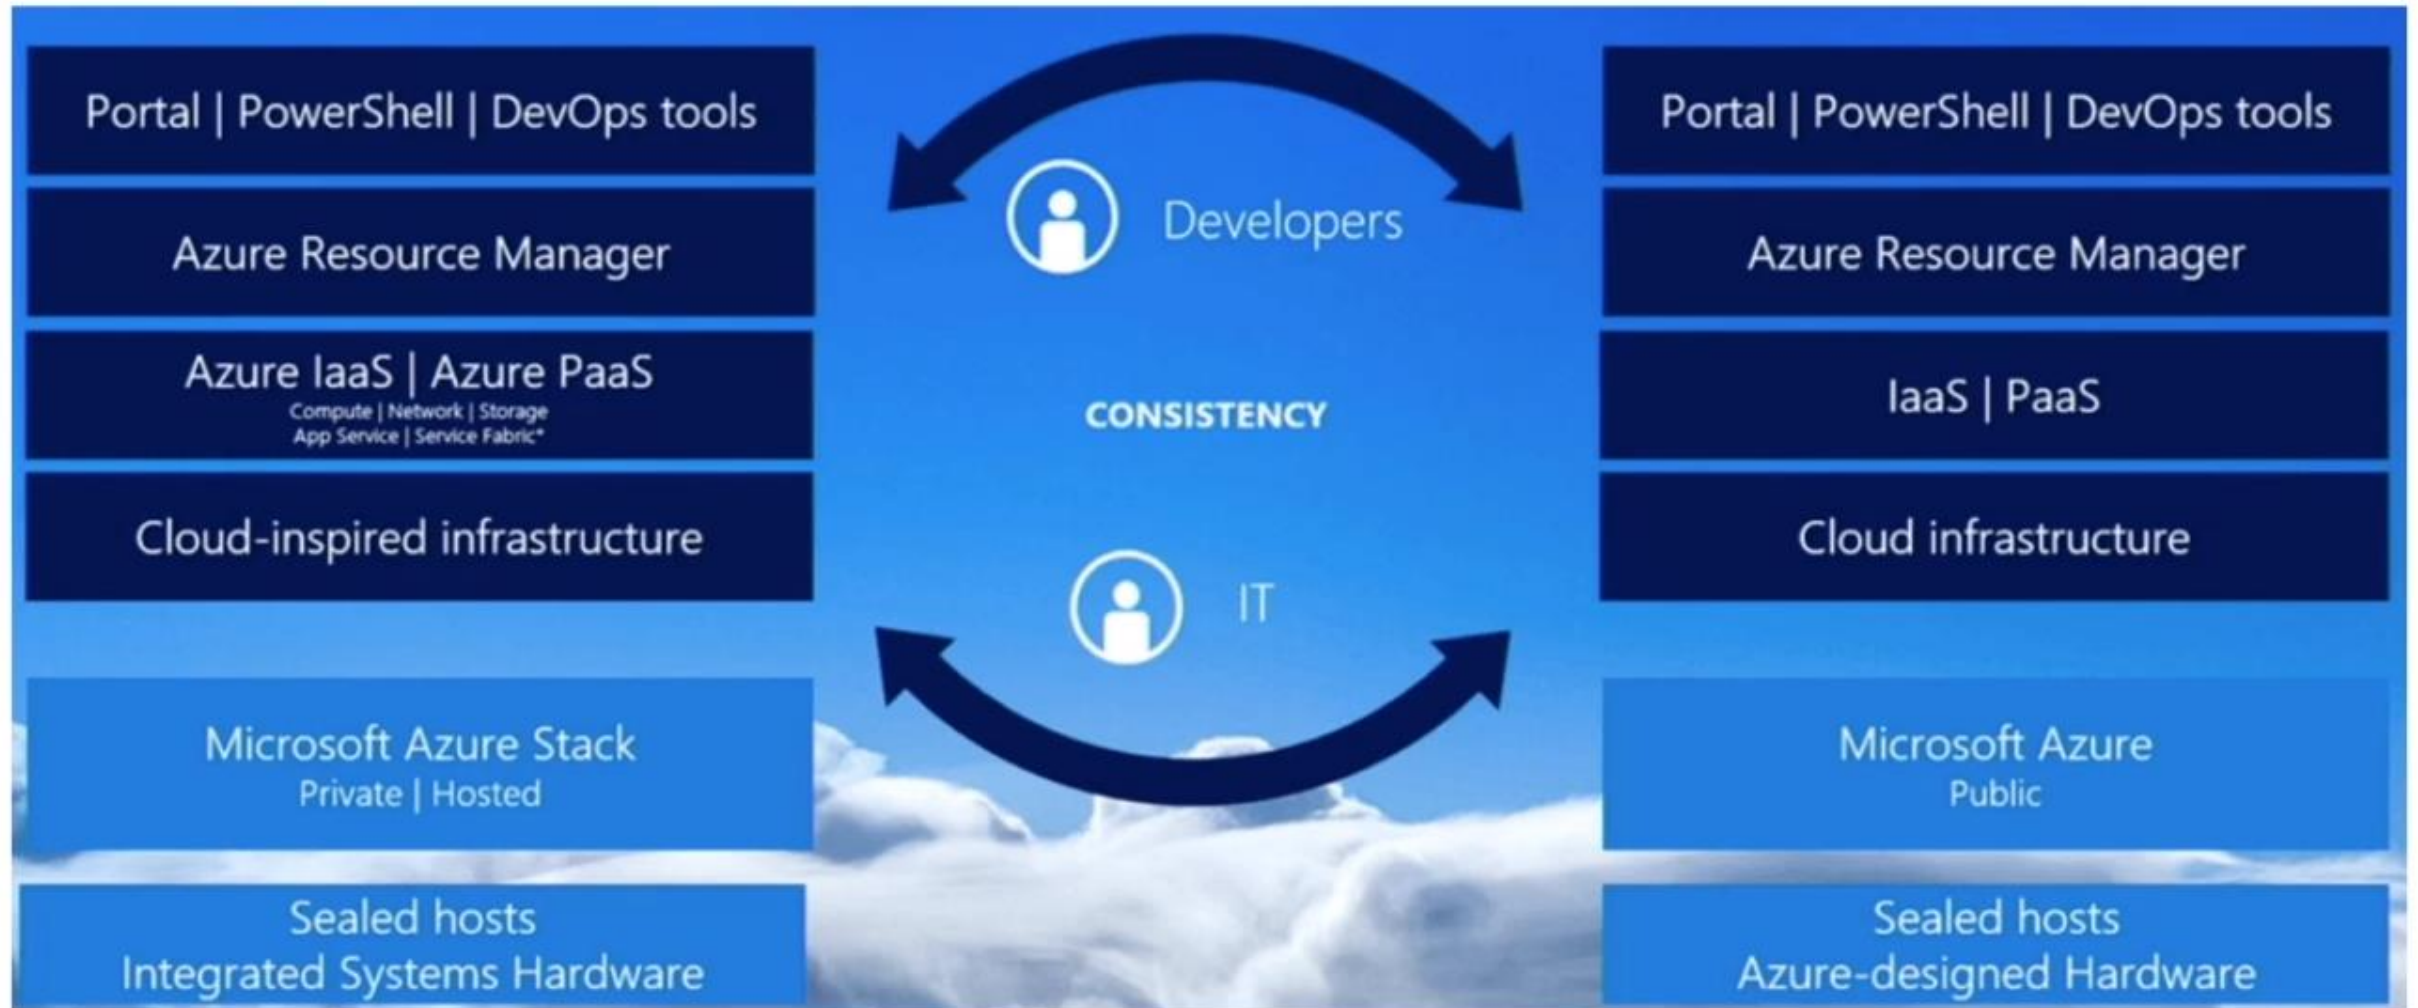 Portal | PowerShell | DevOps tools
Azure Resource Manager
Azure IaaS | Azure PaaS
Compute | Network | Storage
App Service | Service Fabric*
Cloud-inspired infrastructure
Microsoft Azure Stack
Private | Hosted
Sealed hosts
Integrated Systems Hardware
Developers
CONSISTENCY
IT
Portal | PowerShell | DevOps tools
Azure Resource Manager
IaaS | PaaS
Cloud infrastructure
Microsoft Azure
Public
Sealed hosts
Azure-designed Hardware